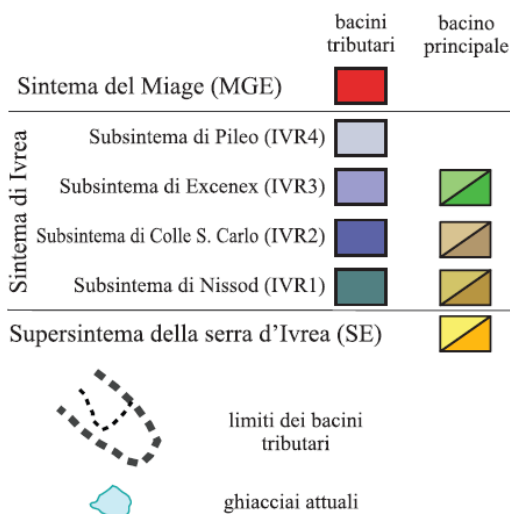 bacini
tributari
bacino
principale
Sintema del Miage (MGE)
Sintema di Ivrea
Subsintema di Pileo (IVR4)
Subsintema di Excenex (IVR3)
Subsintema di Colle S. Carlo (IVR2)
Subsintema di Nissod (IVR1)
Supersintema della serra d'Ivrea (SE)
limiti dei bacini
tributari
ghiacciai attuali